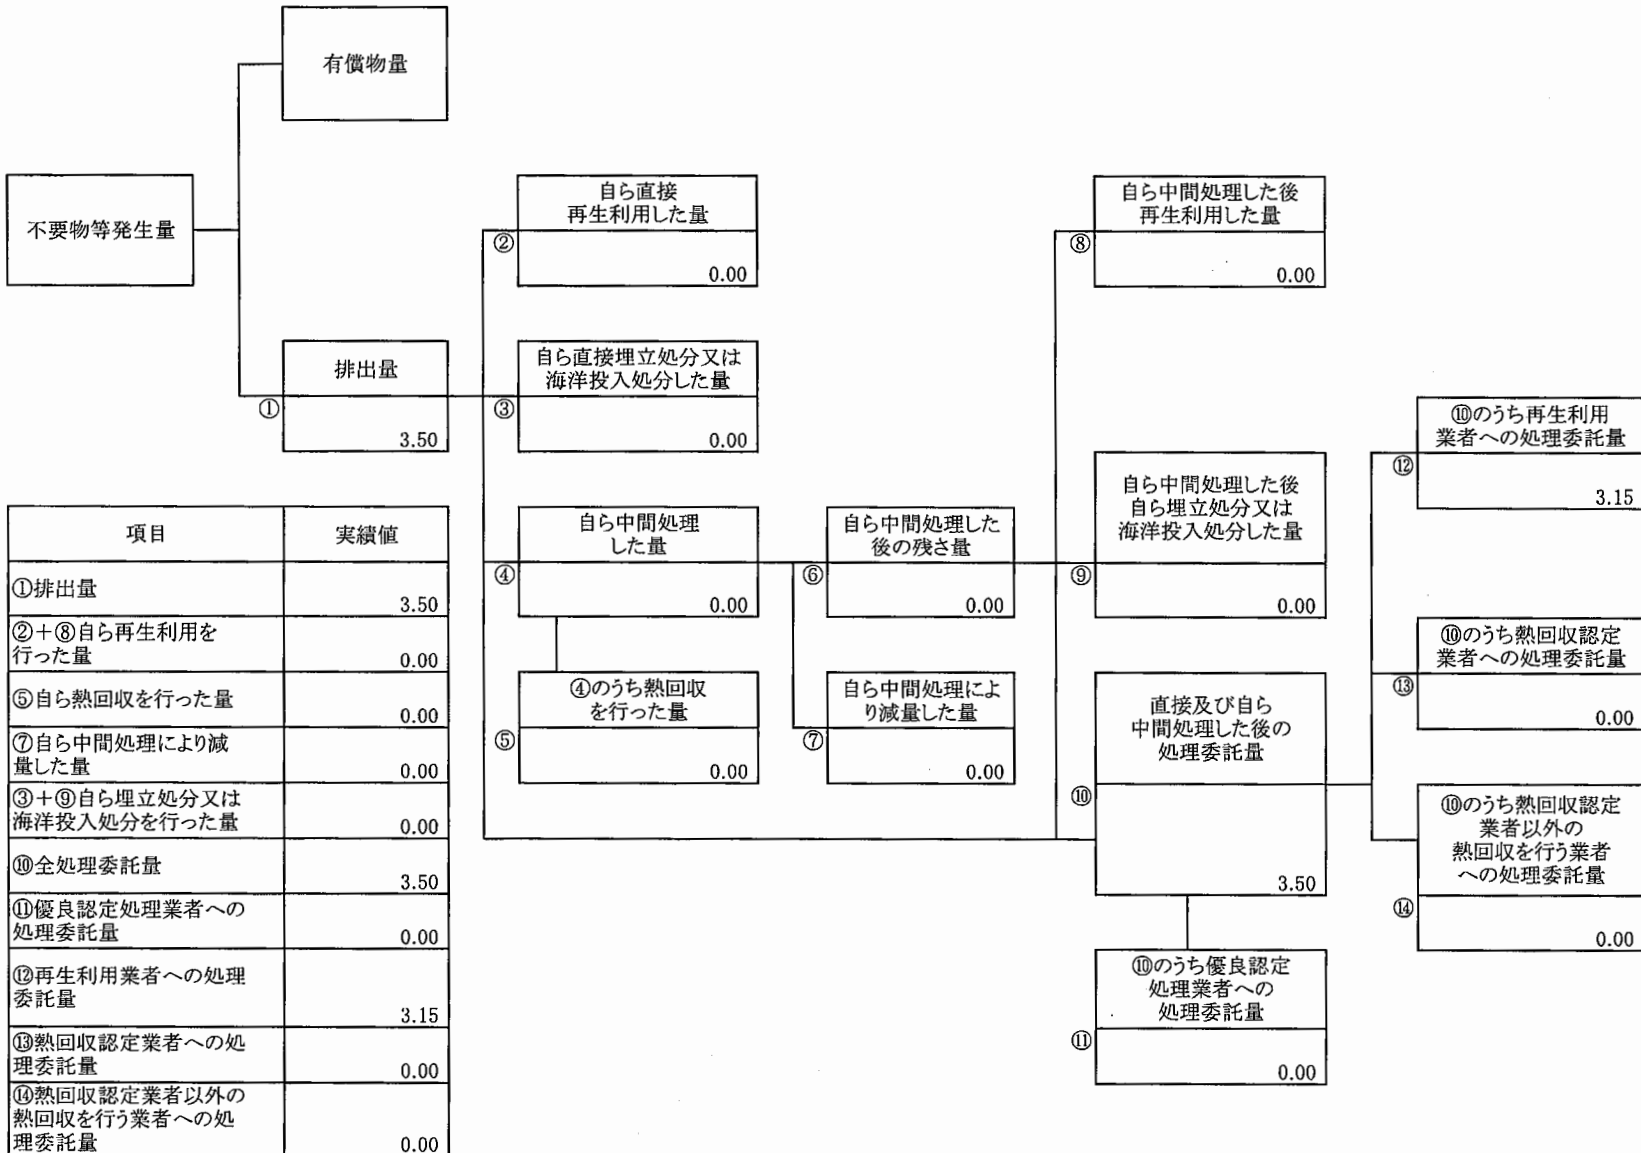 有償物量
不要物等発生量
自ら直接
再生利用した量
②
0.00
自ら中間処理した後
再生利用した量
⑧
0.00
排出量
①
3.50
自ら直接埋立処分又は
海洋投入処分した量
③
0.00
⑩のうち再生利用
業者への処理委託量
⑫
3.15
自ら中間処理
した量
④
0.00
自ら中間処理した
後の残さ量
⑥
0.00
自ら中間処理した後
自ら埋立処分又は
海洋投入処分した量
⑨
0.00
⑩のうち熱回収認定
業者への処理委託量
⑬
0.00
④のうち熱回収
を行った量
⑤
0.00
自ら中間処理によ
り減量した量
⑦
0.00
直接及び自ら
中間処理した後の
処理委託量
⑩
3.50
⑩のうち熱回収認定
業者以外の
熱回収を行う業者
への処理委託量
⑭
0.00
⑩のうち優良認定
処理業者への
処理委託量
⑪
0.00
項目 実績値
①排出量
3.50
②+⑧自ら再生利用を
行った量 0.00
⑤自ら熱回収を行った量
0.00
⑦自ら中間処理により減
量した量 0.00
③+⑨自ら埋立処分又は
海洋投入処分を行った量 0.00
⑩全処理委託量
3.50
⑪優良認定処理業者への
処理委託量 0.00
⑫再生利用業者への処理
委託量
3.15
⑬熱回収認定業者への処
理委託量 0.00
⑭熱回収認定業者以外の
熱回収を行う業者への処
理委託量 0.00